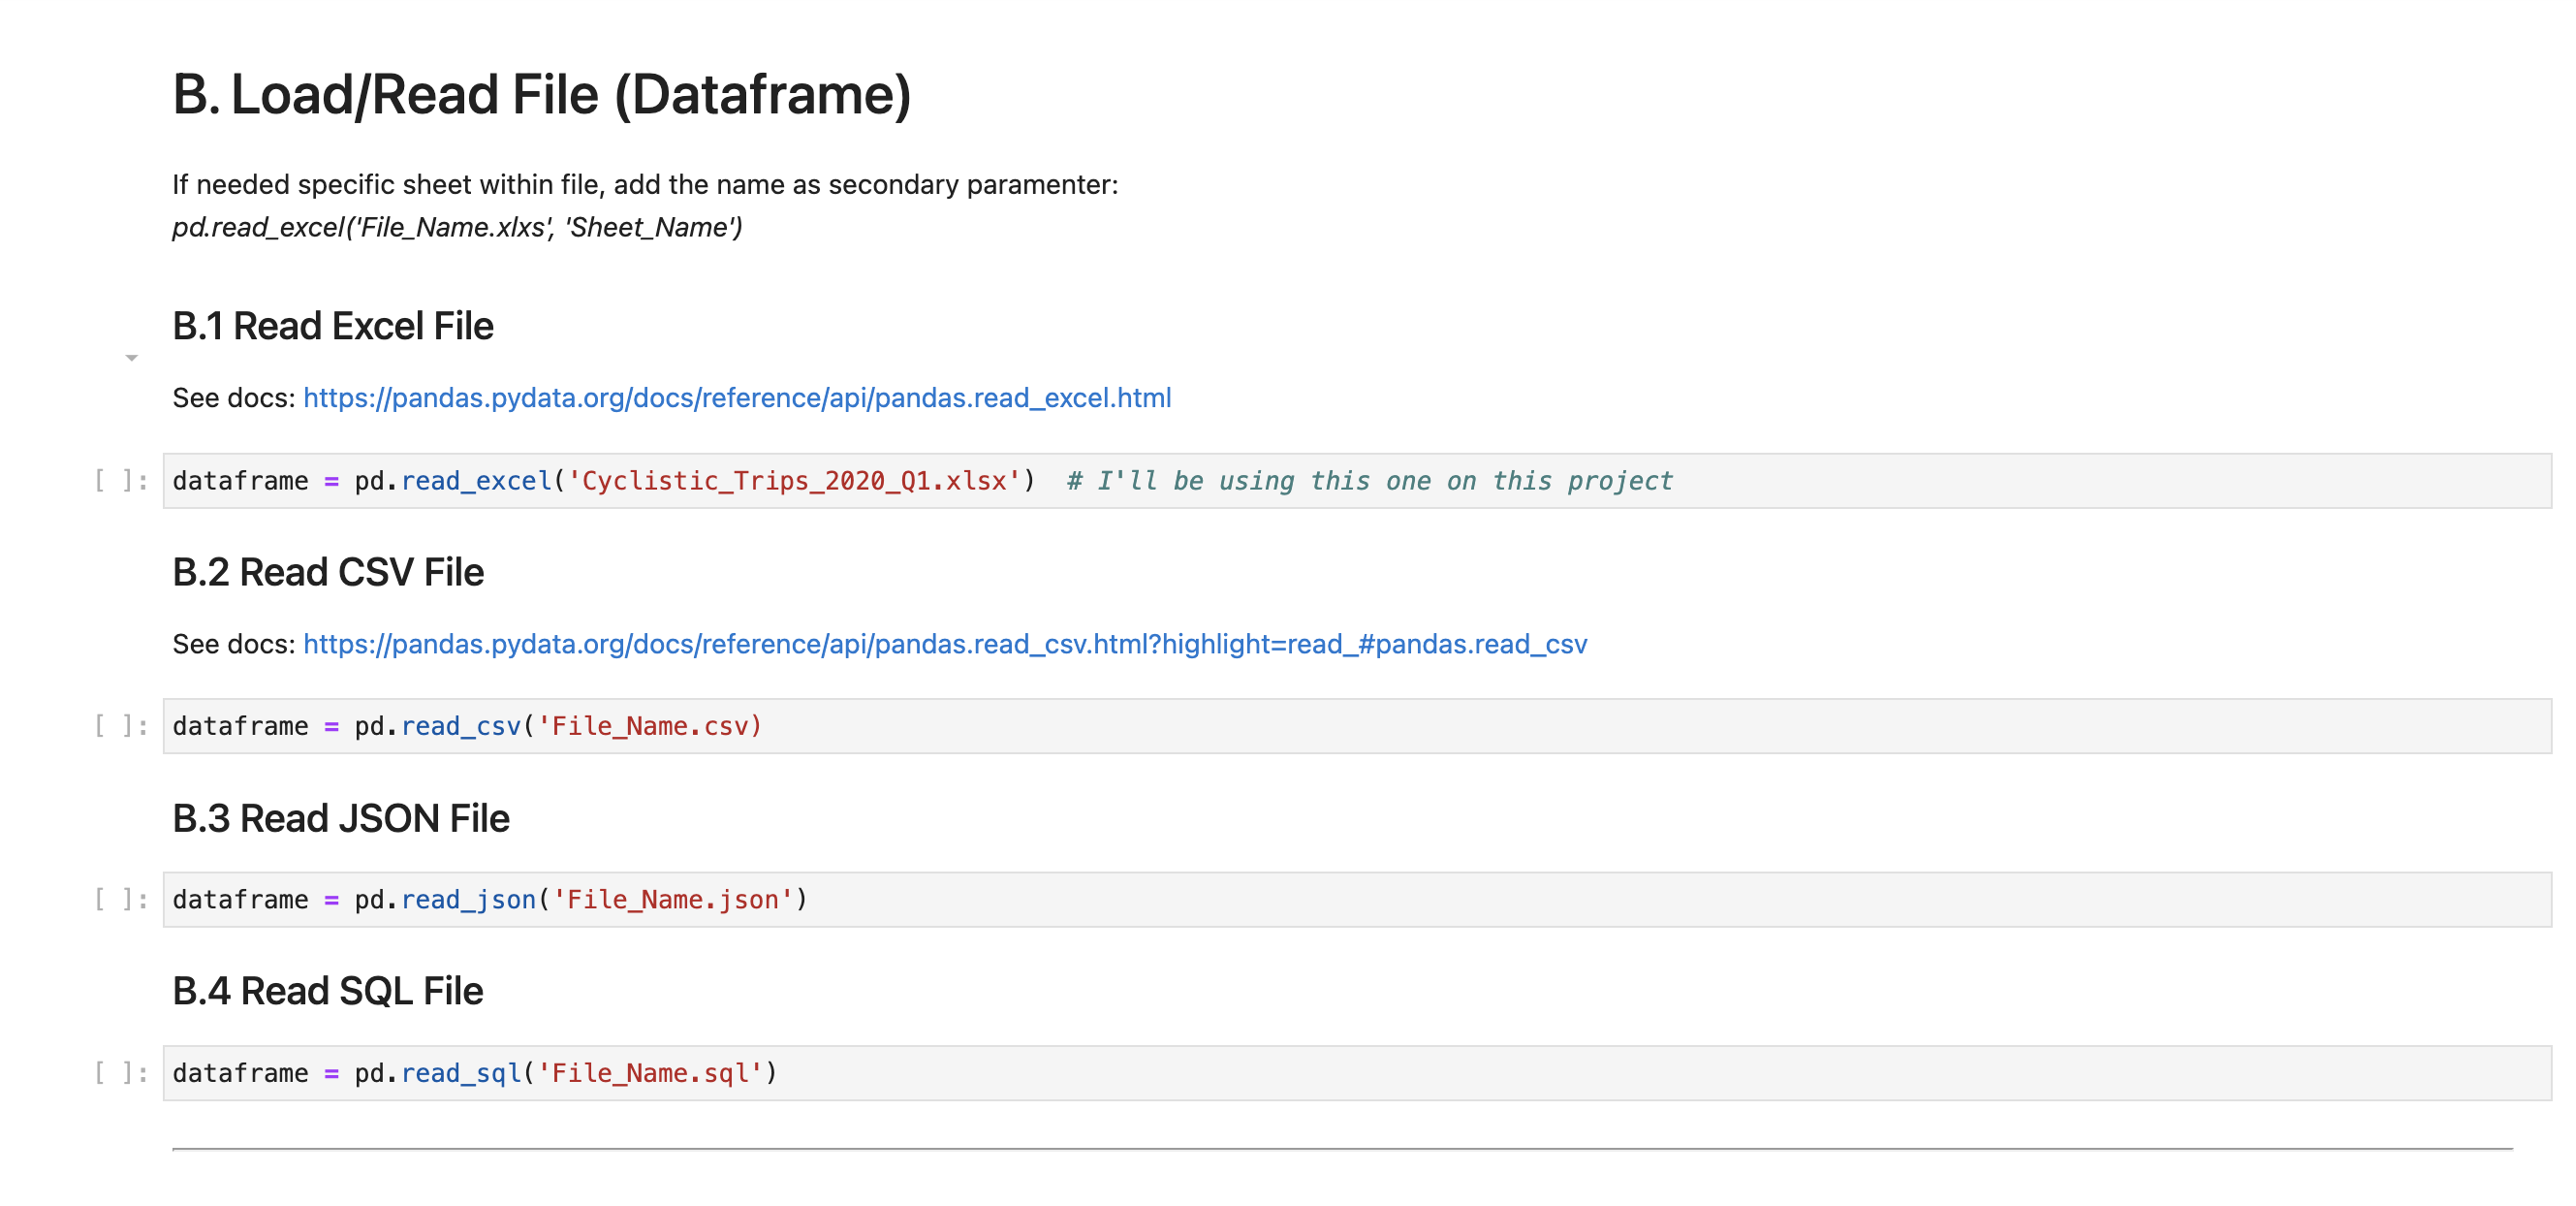 B. Load/Read File (Dataframe)
If needed specific sheet within file, add the name as secondary paramenter:
pd.read_excel('File_Name.xlxs', 'Sheet_Name')
B.1 Read Excel File
See docs: https://pandas.pydata.org/docs/reference/api/pandas.read_excel.html
[ ]: dataframe = pd.read_excel('Cyclistic_Trips_2020_Q1.xlsx')  # I'll be using this one on this project
B.2 Read CSV File
See docs: https://pandas.pydata.org/docs/reference/api/pandas.read_csv.html?highlight=read_#pandas.read_csv
[ ]: dataframe = pd.read_csv('File_Name.csv)
B.3 Read JSON File
[ ]: dataframe = pd.read_json('File_Name.json')
B.4 Read SQL File
[ ]: dataframe = pd.read_sql('File_Name.sql')